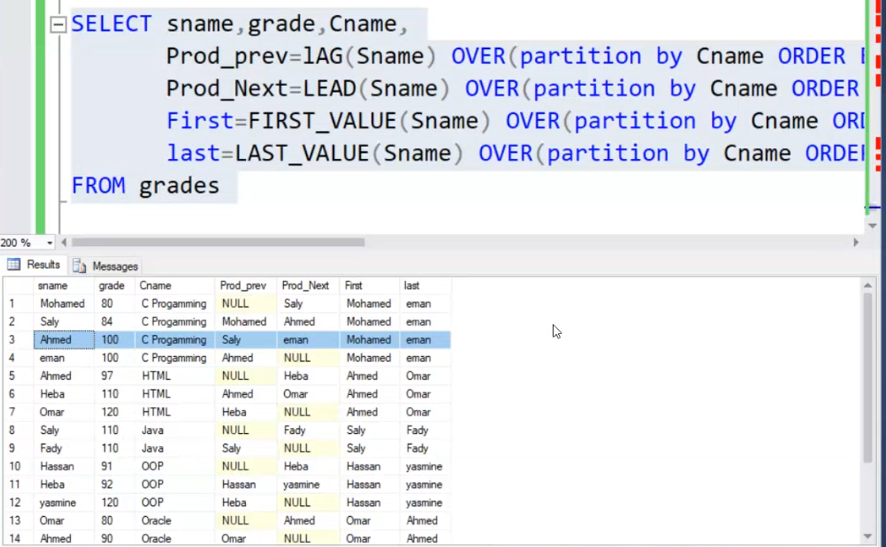 SELECT sname,grade,Cname,
Prod_prev=lAG(Sname) OVER(partition by Cname ORDER
Prod_Next=LEAD(Sname) OVER(partition by Cname ORDER
First=FIRST_VALUE(Sname) OVER(partition by Cname ORD
last=LAST_VALUE(Sname) OVER(partition by Cname ORDE
FROM grades
200 %
Results Messages
sname grade Cname Prod_prev Prod_Next First last
1 Mohamed 80 C Progamming NULL Saly Mohamed eman
2 Saly 84 C Progamming Mohamed Ahmed Mohamed eman
3 Ahmed 100 C Progamming Saly eman Mohamed eman
4 eman 100 C Progamming Ahmed NULL Mohamed eman
5 Ahmed 97 HTML NULL Heba Ahmed Omar
6 Heba 110 HTML Ahmed Omar Ahmed Omar
7 Omar 120 HTML Heba NULL Ahmed Omar
8 Saly 110 Java NULL Fady Saly Fady
9 Fady 110 Java Saly NULL Saly Fady
10 Hassan 91 OOP NULL Heba Hassan yasmine
11 Heba 92 OOP Hassan yasmine Hassan yasmine
12 yasmine 120 OOP Heba NULL Hassan yasmine
13 Omar 80 Oracle NULL Ahmed Omar Ahmed
14 Ahmed 90 Oracle Omar NULL Omar Ahmed